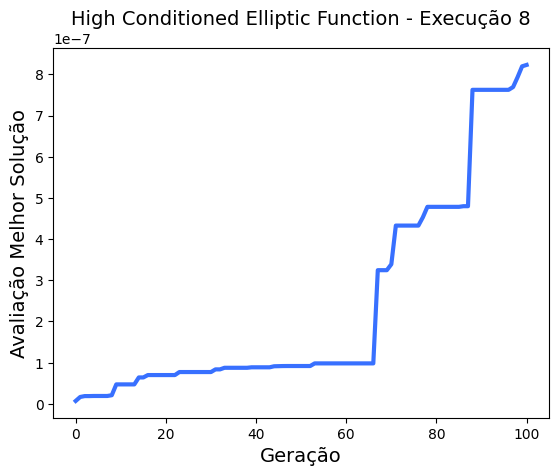 High Conditioned Elliptic Function - Execução 8
1e−7
8
7
6
5
4
3
2
1
0
Avaliação Melhor Solução
0 20 40 60 80 100
Geração